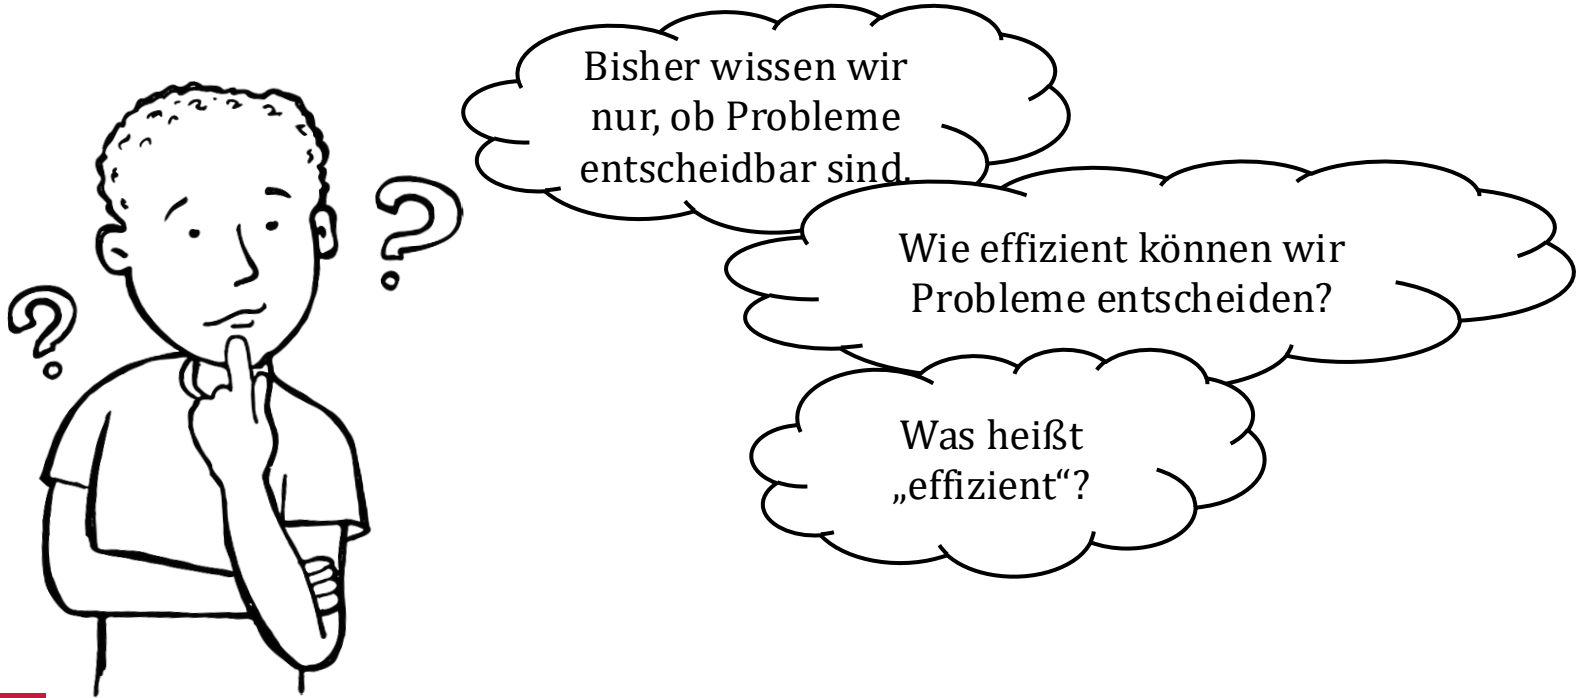 Bisher wissen wir
nur, ob Probleme
entscheidbar sind.
Wie effizient können wir
Probleme entscheiden?
Was heißt
„effizient“?
? 
?